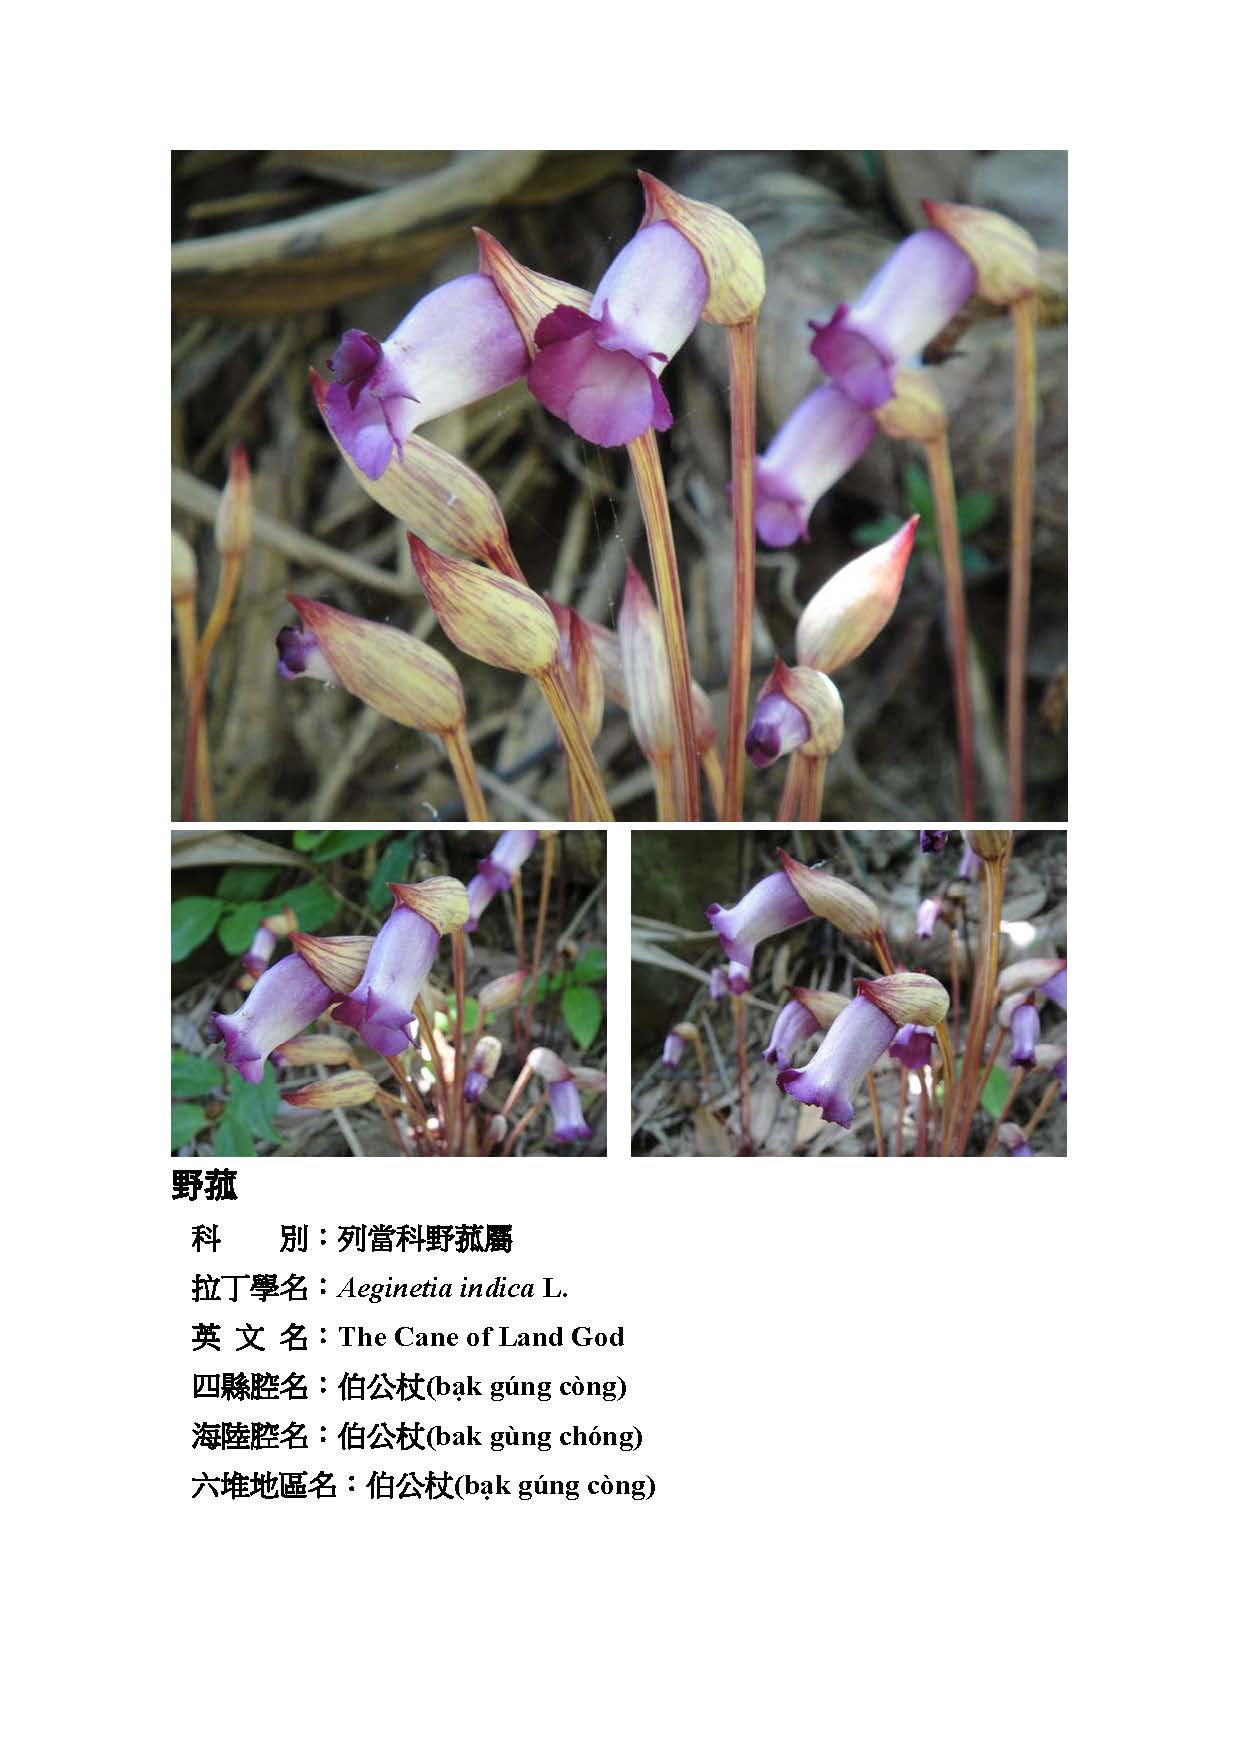 野菰
科　　別：列當科野菰屬
拉丁學名：Aeginetia indica L.
英 文 名：The Cane of Land God
四縣腔名：伯公杖(bạk gúng còng)
海陸腔名：伯公杖(bak gùng chóng)
六堆地區名：伯公杖(bạk gúng còng)